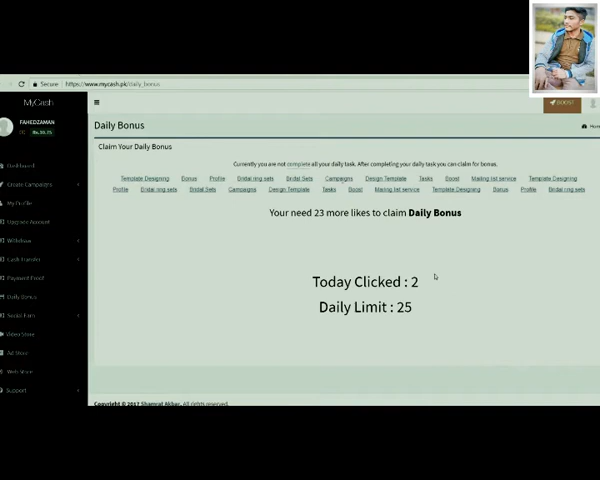 Secure https://www.mycash.pk/daily_bonus
MyCash
BOOST
FAHEDZAMAN
Daily Bonus
Claim Your Daily Bonus
Currently you are not complete all your daily task. After completing your daily task you can claim for bonus.
Template Designing Bonus Profile Bridal ring sets Bridal Sets Campaigns Design Template Tasks Boost Mailing list service Template Designing
Profile Bridal ring sets Bridal Sets Campaigns Design Template Tasks Boost Mailing list service Template Designing Bonus Profile Bridal ring sets
Your need 23 more likes to claim Daily Bonus
Today Clicked : 2
Daily Limit : 25
Dashboard
Create Campaigns
My Profile
Upgrade Account
Withdraw
Cash Transfer
Payment Proof
Daily Bonus
Social Earn
Video Share
Ad Share
Web Share
Support
Copyright © 2017 Shamrat Akbar. All rights reserved.